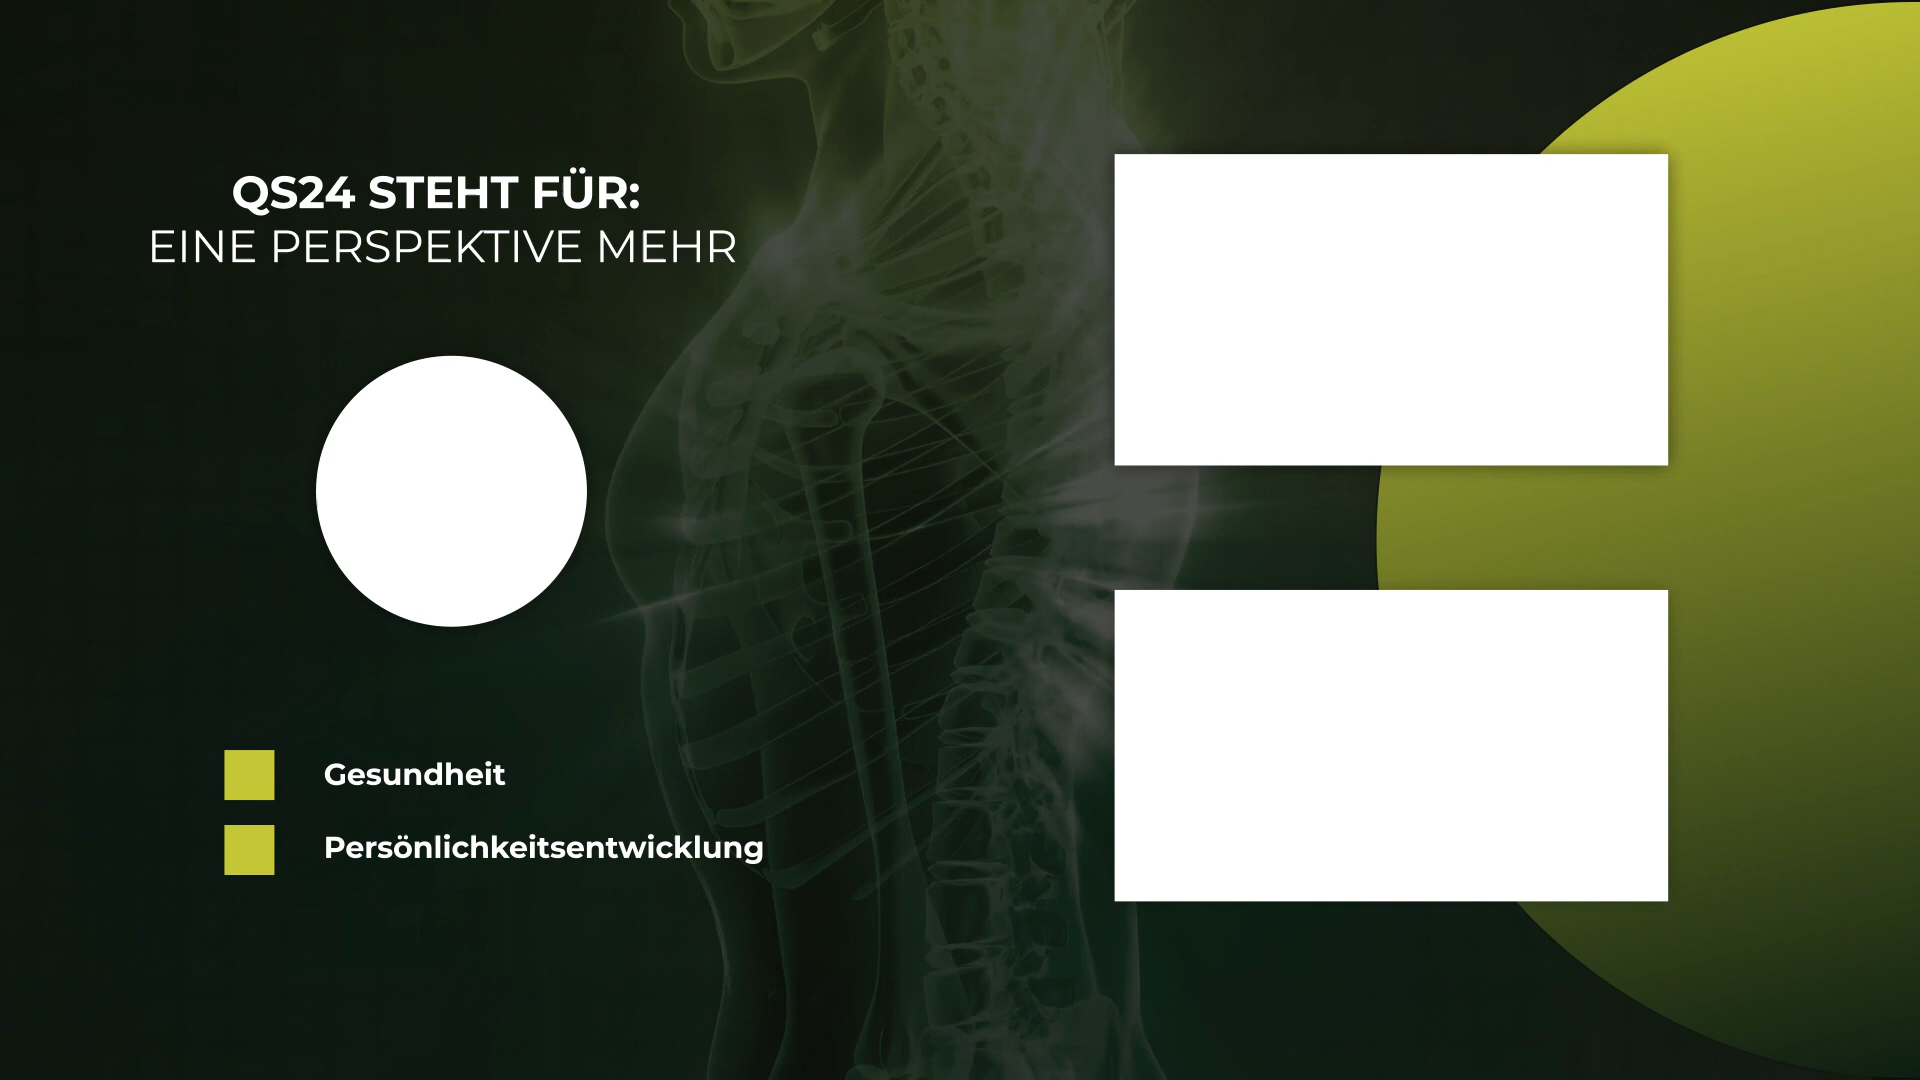 QS24 STEHT FÜR:
EINE PERSPEKTIVE MEHR
Gesundheit
Persönlichkeitsentwicklung